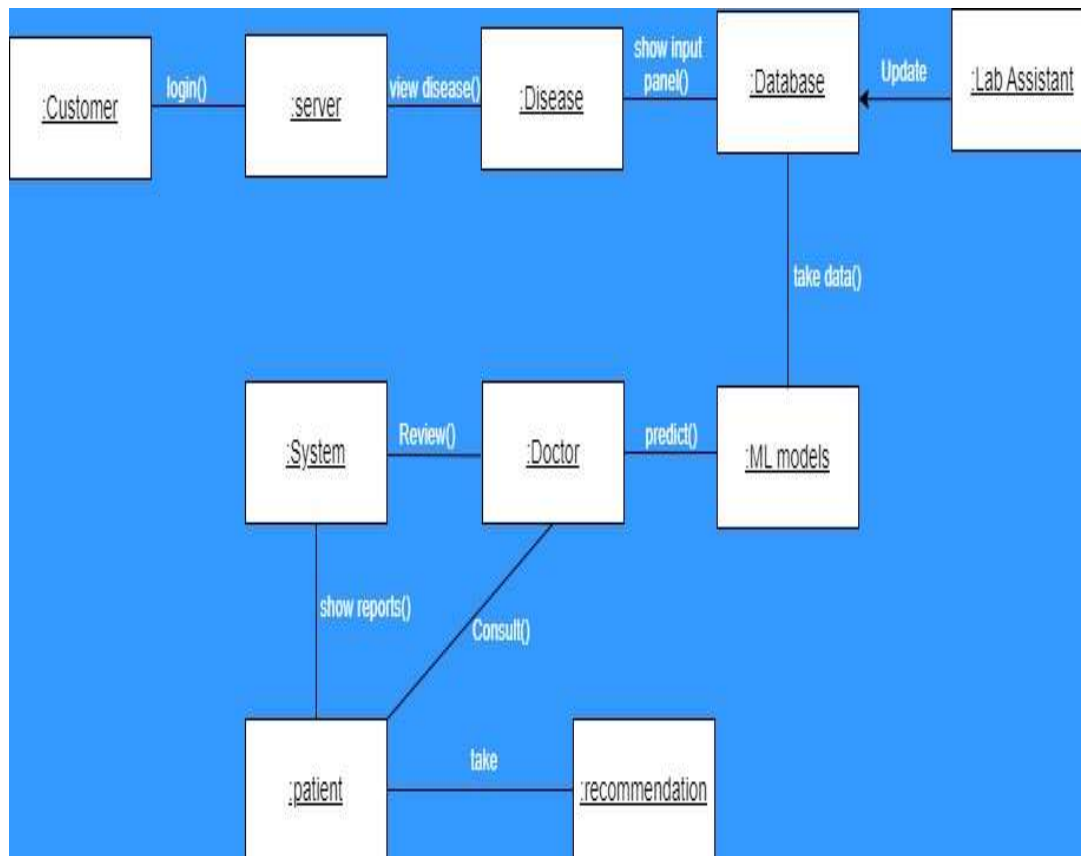 :Customer
login()
:server
view disease()
:Disease
show input
panel()
:Database
Update
:Lab Assistant
take data()
:System
Review()
:Doctor
predict()
:ML models
show reports()
Consult()
:patient
take
:recommendation